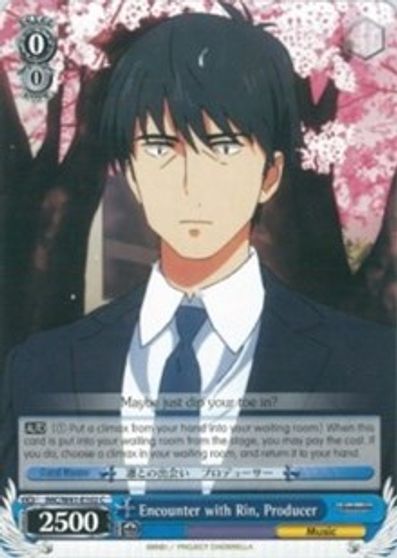 0
0
Maybe just dip your toe in?
AUTO [① Put a climax from your hand into your waiting room] When this
card is put into your waiting room from the stage, you may pay the cost. If
you do, choose a climax in your waiting room, and return it to your hand.
Card Name
凛との出会い プロデューサー
2500
Encounter with Rin, Producer
Music